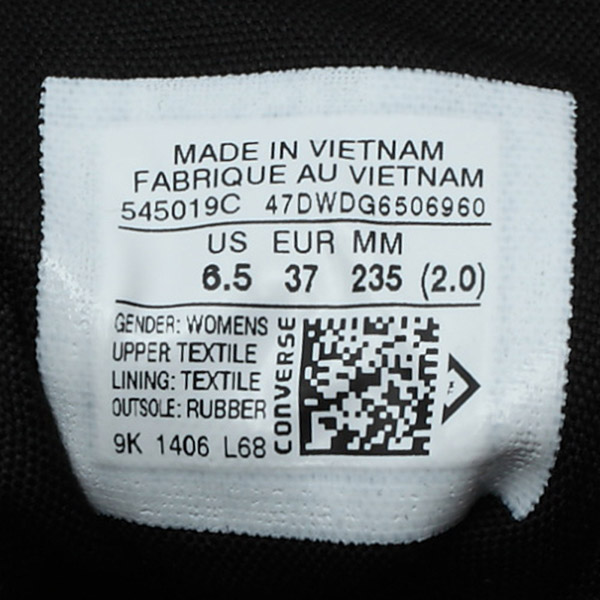 MADE IN VIETNAM
FABRIQUE AU VIETNAM
545019C 47DWDG6506960
US EUR MM
6.5 37 235 (2.0)
GENDER: WOMENS
UPPER TEXTILE
LINING: TEXTILE
OUTSOLE: RUBBER
9K 1406 L68
CONVERSE
TM